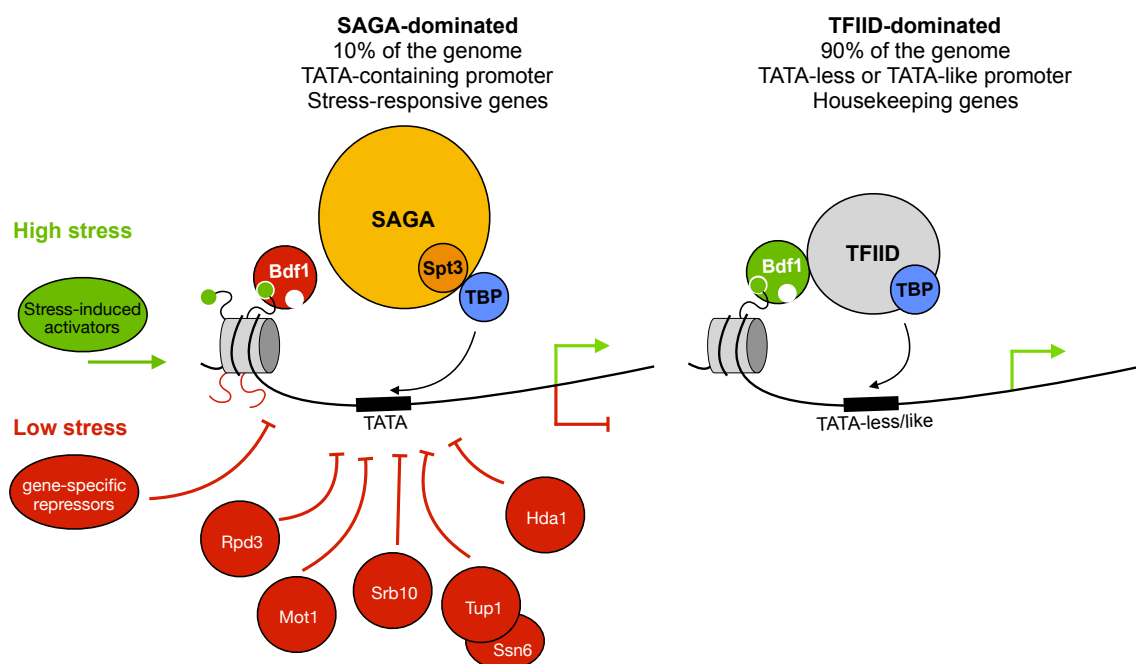 SAGA-dominated
10% of the genome
TATA-containing promoter
Stress-responsive genes
TFIID-dominated
90% of the genome
TATA-less or TATA-like promoter
Housekeeping genes
High stress
Stress-induced
activators
Bdf1
SAGA
Spt3
TBP
TATA
Bdf1
TFIID
TBP
TATA-less/like
Low stress
gene-specific
repressors
Rpd3
Mot1
Srb10
Tup1
Ssn6
Hda1